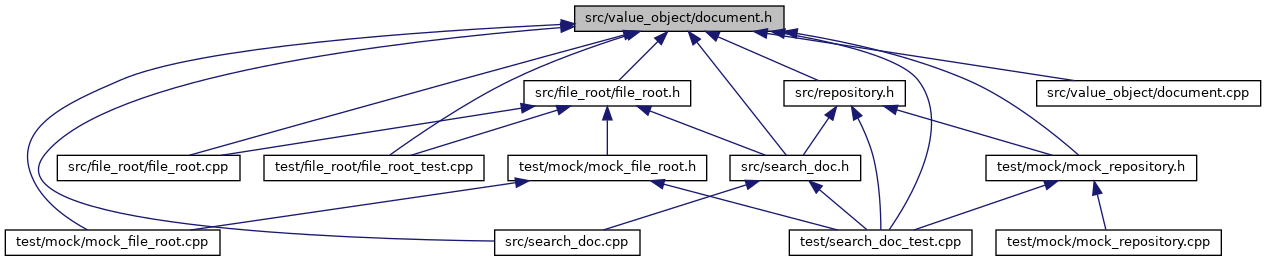 src/value_object/document.h
src/file_root/file_root.h
src/repository.h
src/value_object/document.cpp
src/file_root/file_root.cpp
test/file_root/file_root_test.cpp
test/mock/mock_file_root.h
src/search_doc.h
test/mock/mock_repository.h
test/mock/mock_file_root.cpp
src/search_doc.cpp
test/search_doc_test.cpp
test/mock/mock_repository.cpp